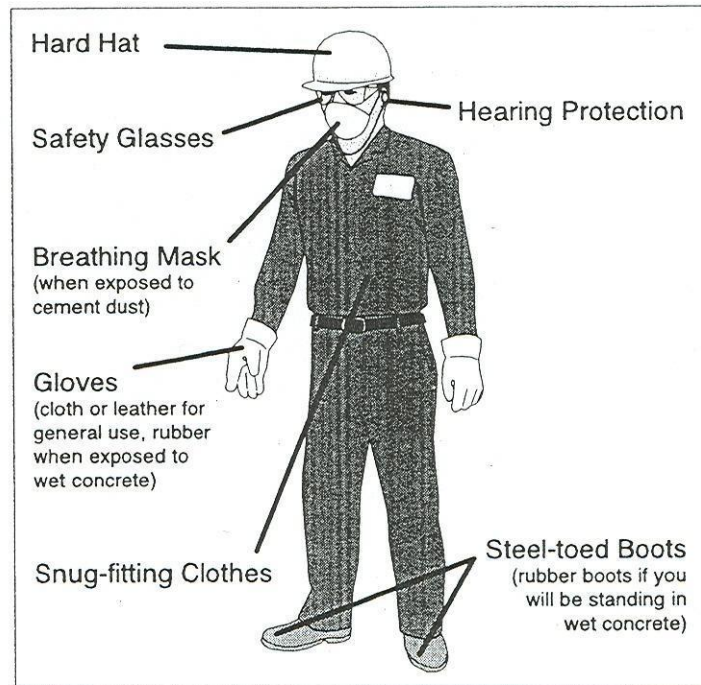 Hard Hat
Hearing Protection
Safety Glasses
Breathing Mask
(when exposed to
cement dust)
Gloves
(cloth or leather for
general use, rubber
when exposed to
wet concrete)
Snug-fitting Clothes
Steel-toed Boots
(rubber boots if you
will be standing in
wet concrete)